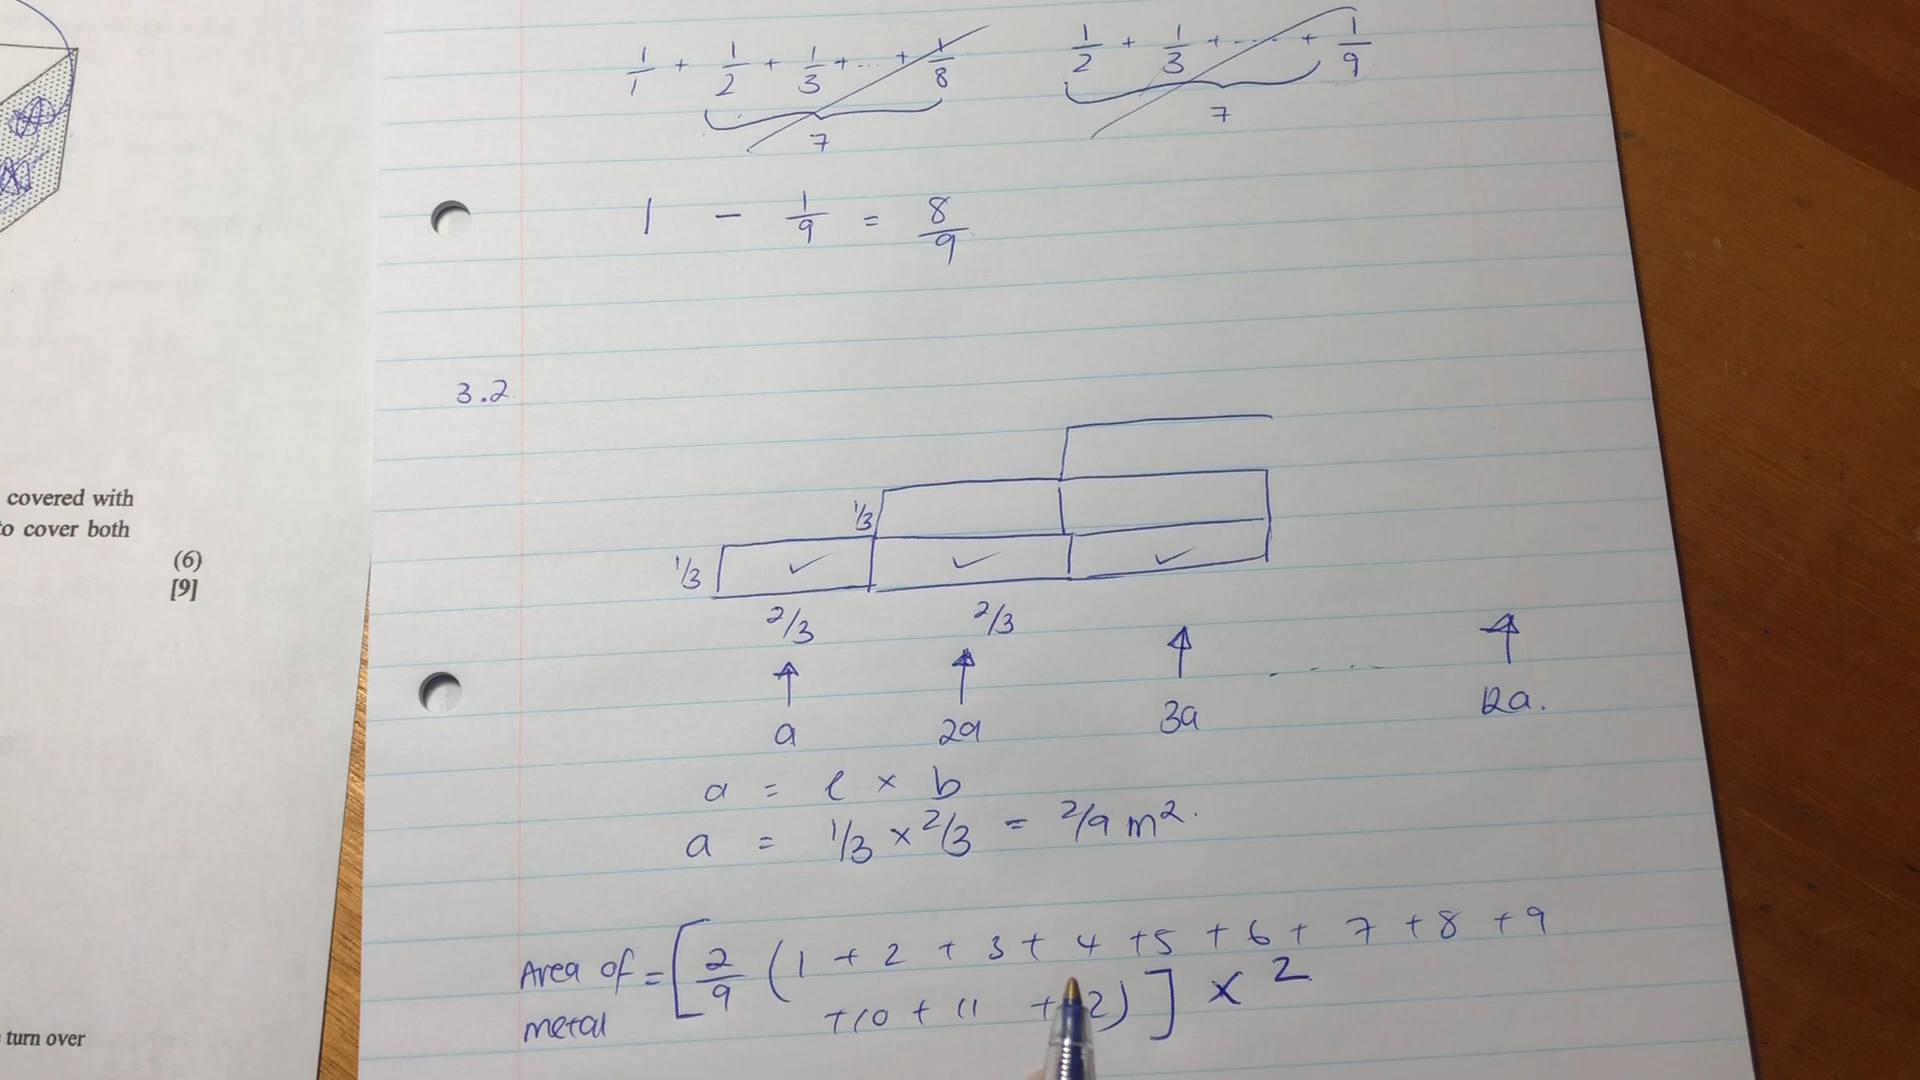 1/1 + 1/2 + 1/3 + ... + 1/8
7
1/2 + 1/3 + ... + 1/9
7
1 - 1/9 = 8/9
3.2
1/3
1/3
2/3 2/3
a 2a 3a .... 12a.
a = l × b
a = 1/3 × 2/3 = 2/9 m².
Area of metal = [2/9 (1 + 2 + 3 + 4 + 5 + 6 + 7 + 8 + 9
+10 + 11 + 12)] × 2
covered with
to cover both
(6)
[9]
turn over